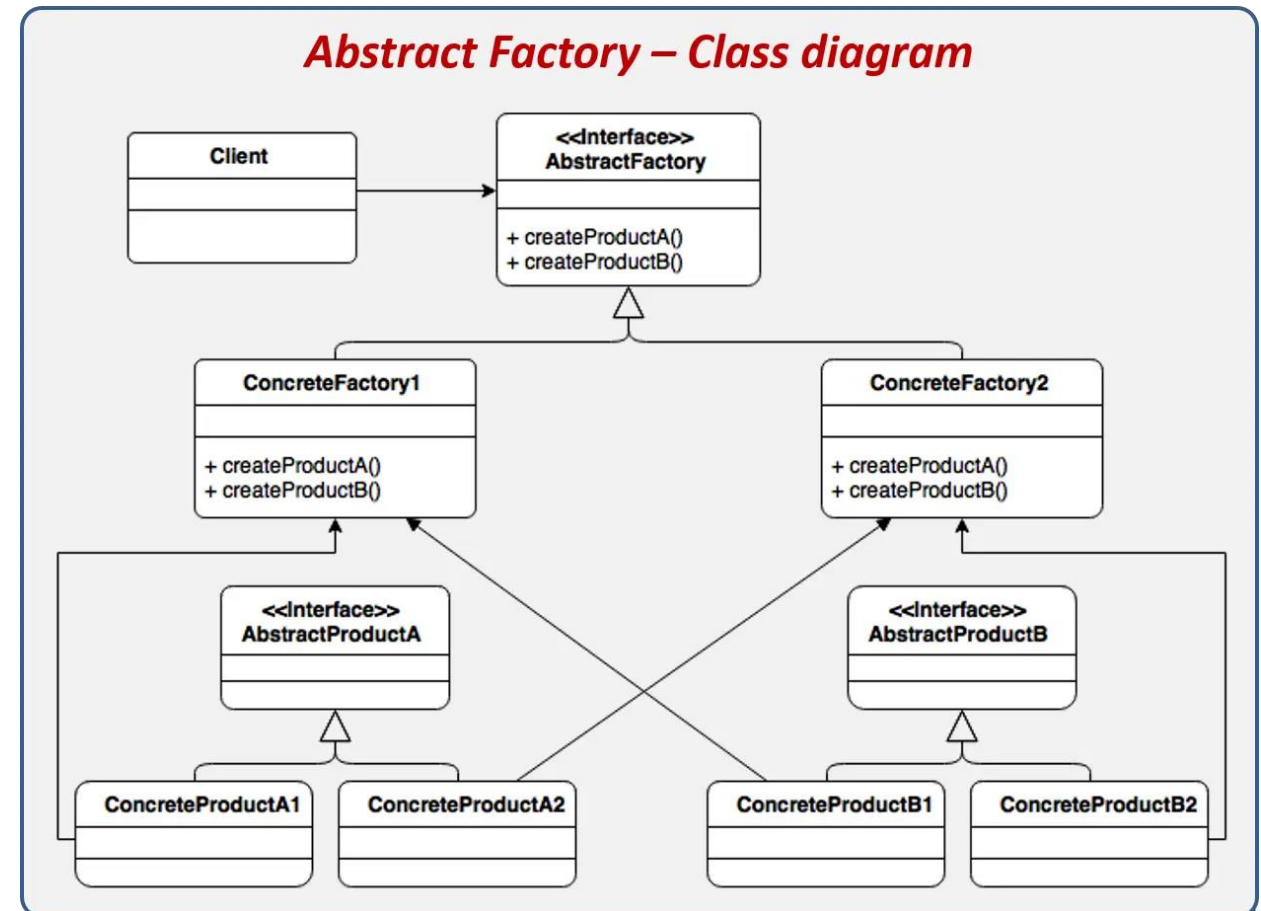 Abstract Factory – Class diagram
Client
<<Interface>>
AbstractFactory
+ createProductA()
+ createProductB()
ConcreteFactory1
+ createProductA()
+ createProductB()
ConcreteFactory2
+ createProductA()
+ createProductB()
<<Interface>>
AbstractProductA
<<Interface>>
AbstractProductB
ConcreteProductA1
ConcreteProductA2
ConcreteProductB1
ConcreteProductB2